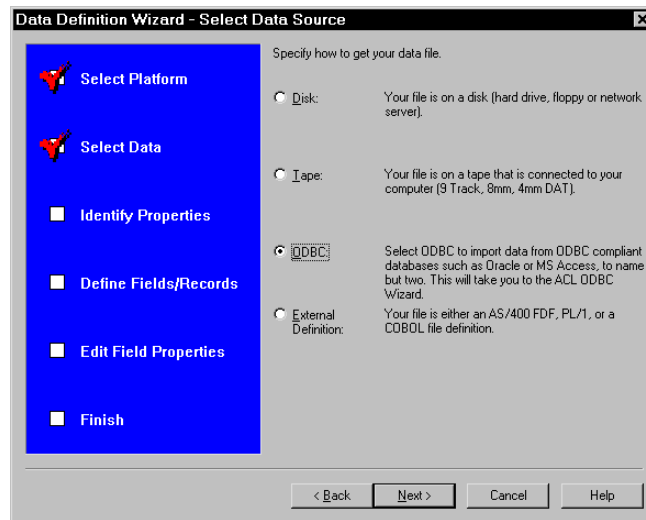 Data Definition Wizard - Select Data Source
Select Platform
Select Data
Identify Properties
Define Fields/Records
Edit Field Properties
Finish
Specify how to get your data file.
Disk: Your file is on a disk (hard drive, floppy or network
server).
Tape: Your file is on a tape that is connected to your
computer (9 Track, 8mm, 4mm DAT).
ODBC: Select ODBC to import data from ODBC compliant
databases such as Oracle or MS Access, to name
but two. This will take you to the ACL ODBC
Wizard.
External Your file is either an AS/400 FDF, PL/1, or a
Definition: COBOL file definition.
< Back Next > Cancel Help